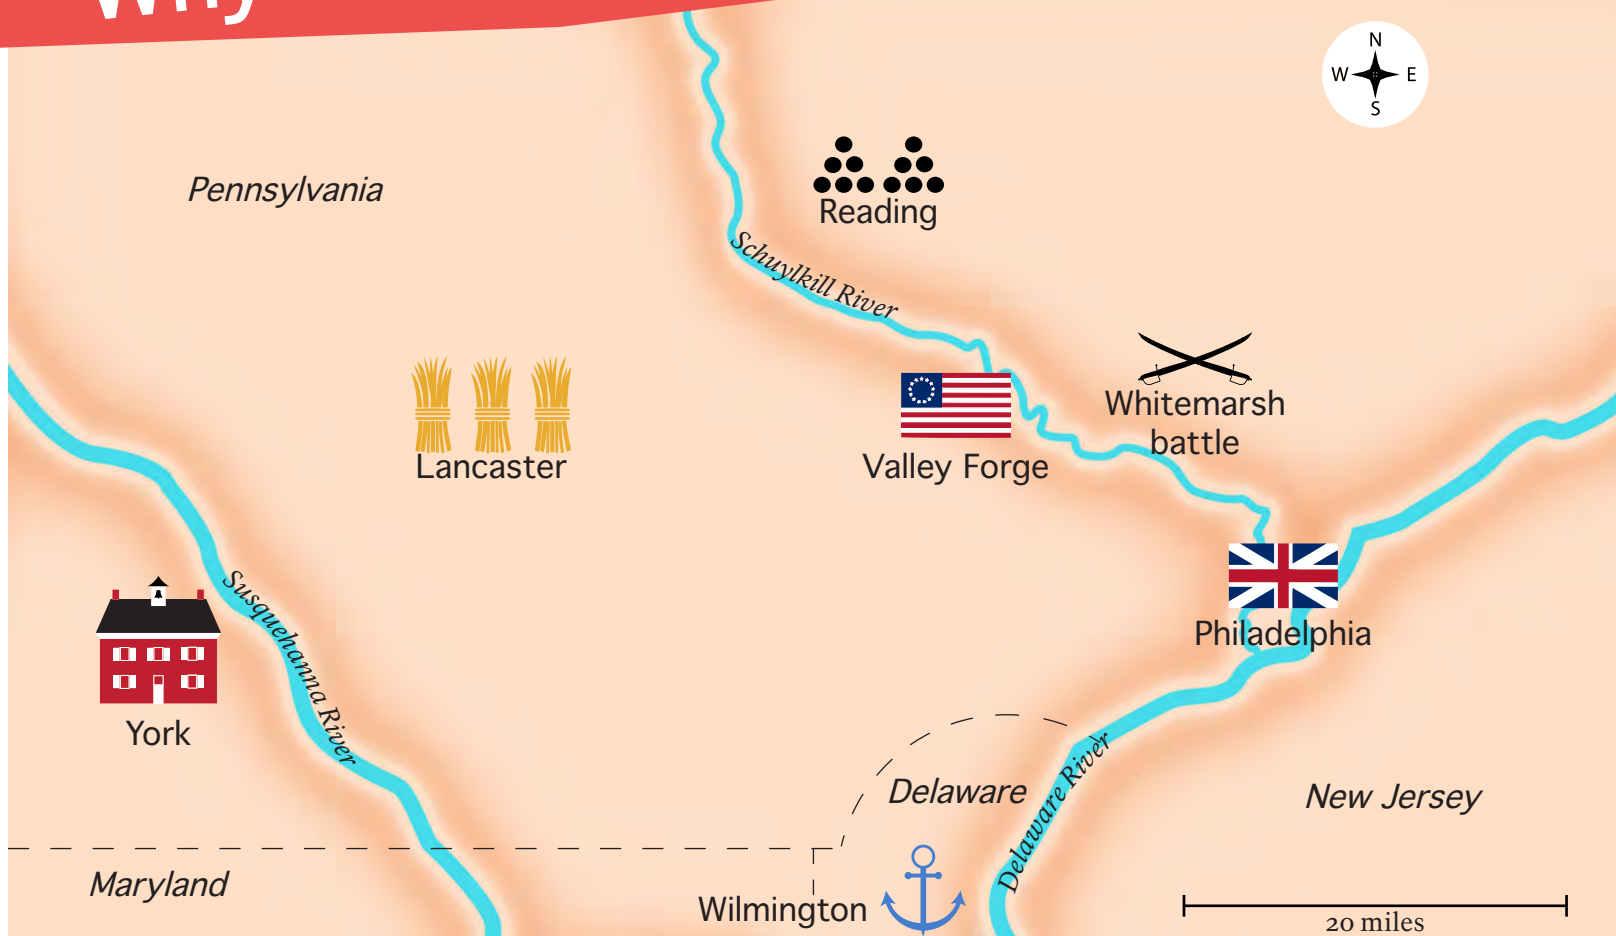 Why
N
W E
S
Pennsylvania
Reading
Schuylkill River
Whitemarsh
battle
Lancaster
Valley Forge
Susquehanna River
Philadelphia
York
Delaware River
Delaware
New Jersey
Maryland
Wilmington
20 miles